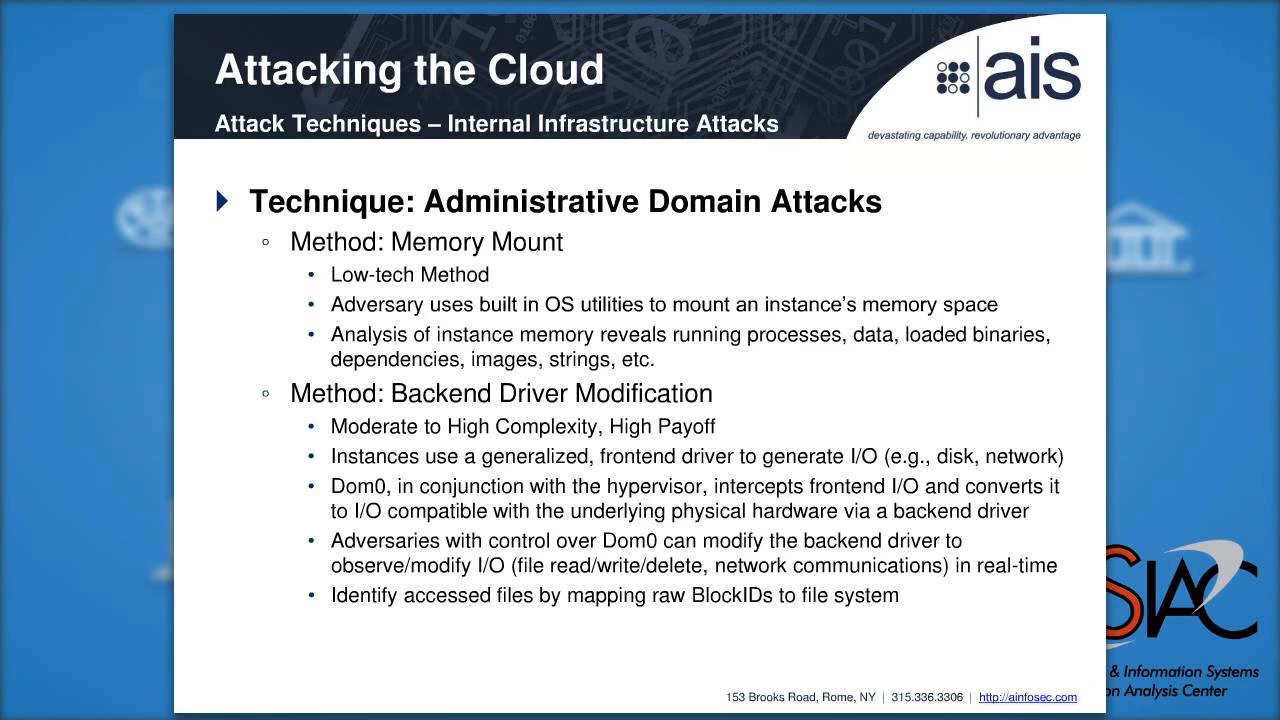 Attacking the Cloud
Attack Techniques – Internal Infrastructure Attacks
ais
devastating capability, revolutionary advantage
Technique: Administrative Domain Attacks
Method: Memory Mount
Low-tech Method
Adversary uses built in OS utilities to mount an instance’s memory space
Analysis of instance memory reveals running processes, data, loaded binaries,
dependencies, images, strings, etc.
Method: Backend Driver Modification
Moderate to High Complexity, High Payoff
Instances use a generalized, frontend driver to generate I/O (e.g., disk, network)
Dom0, in conjunction with the hypervisor, intercepts frontend I/O and converts it
to I/O compatible with the underlying physical hardware via a backend driver
Adversaries with control over Dom0 can modify the backend driver to
observe/modify I/O (file read/write/delete, network communications) in real-time
Identify accessed files by mapping raw BlockIDs to file system
153 Brooks Road, Rome, NY | 315.336.3306 | http://ainfosec.com
SIAC
& Information Systems
on Analysis Center